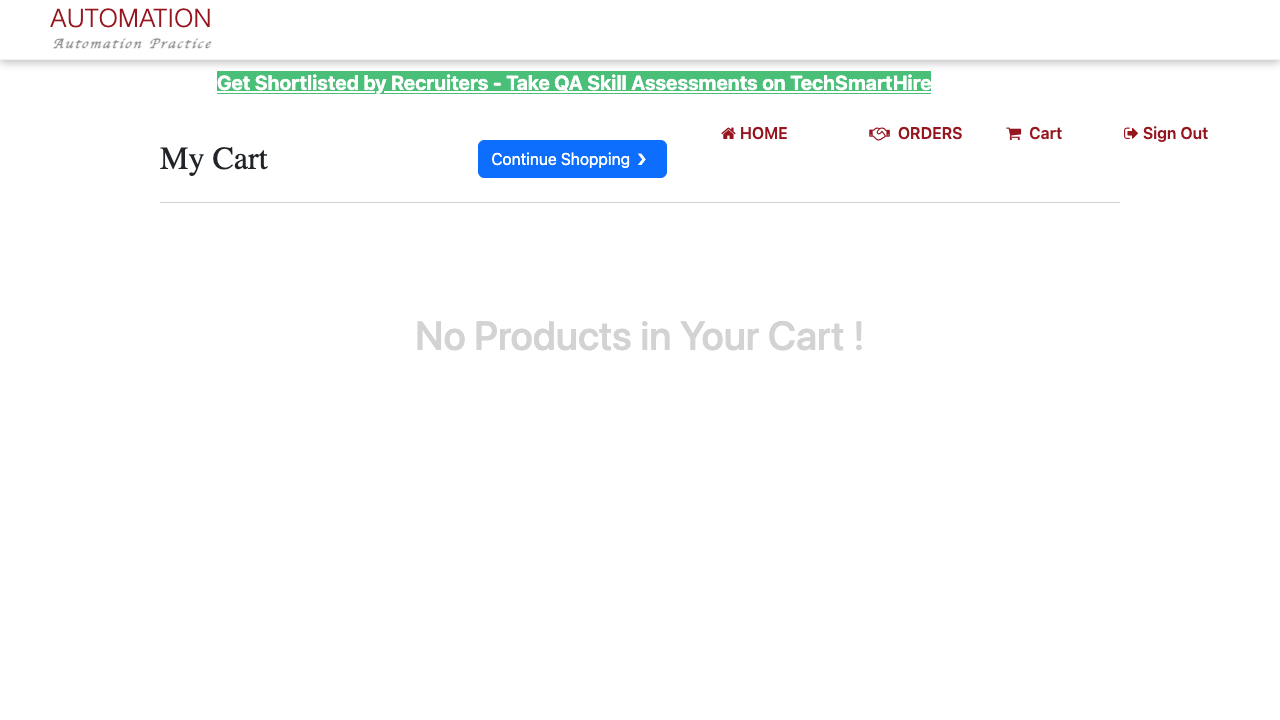 AUTOMATION
Automation Practice
Get Shortlisted by Recruiters - Take QA Skill Assessments on TechSmartHire
HOME
ORDERS
Cart
Sign Out
My Cart
Continue Shopping ❯
No Products in Your Cart !